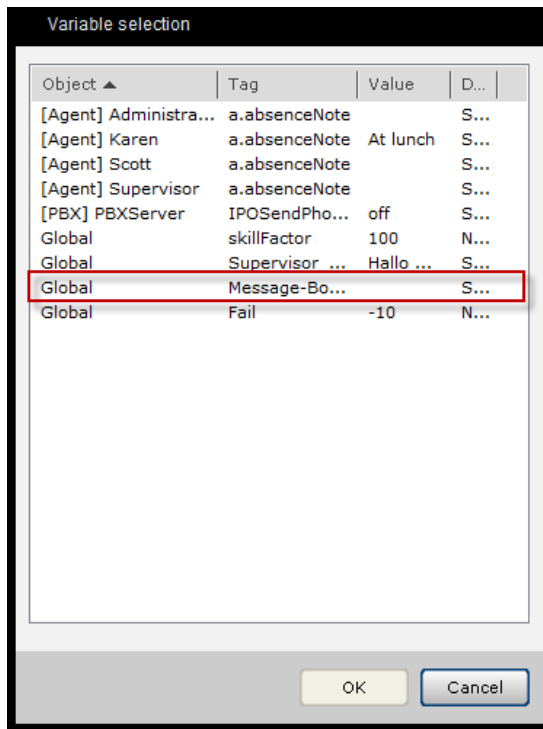 Variable selection
Object Tag Value D...
[Agent] Administra... a.absenceNote S...
[Agent] Karen a.absenceNote At lunch S...
[Agent] Scott a.absenceNote S...
[Agent] Supervisor a.absenceNote S...
[PBX] PBXServer IPOSendPho... off S...
Global skillFactor 100 N...
Global Supervisor ... Hallo ... S...
Global Message-Bo... S...
Global Fail -10 N...
OK Cancel